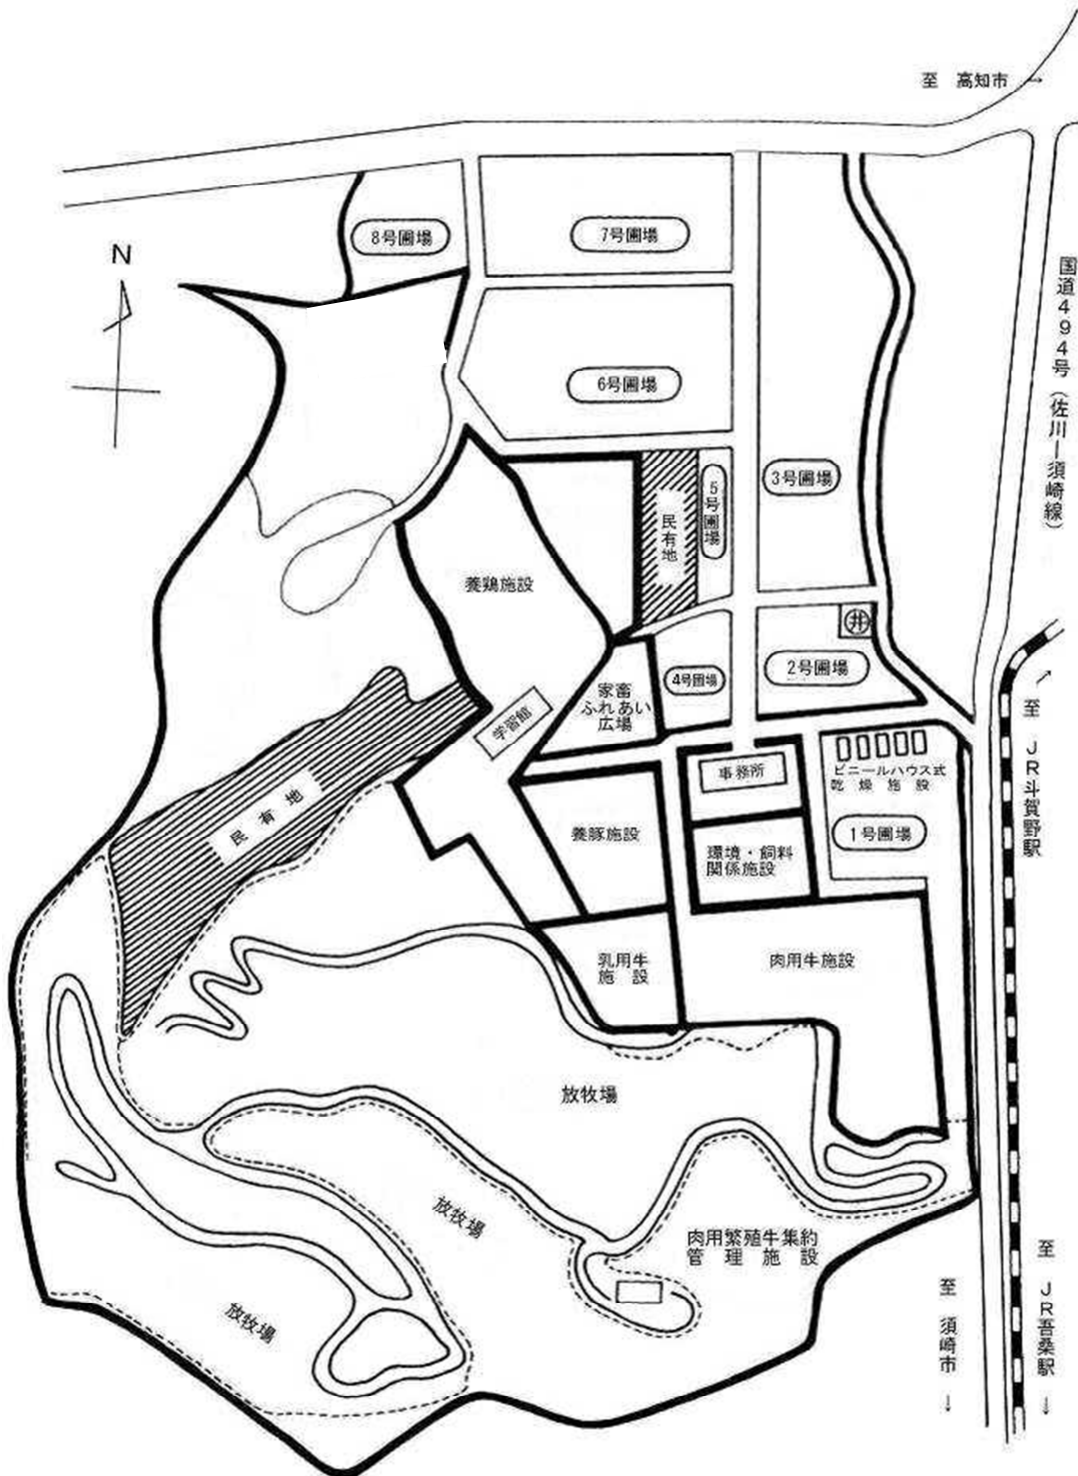 至 高知市 →
8号圃場
7号圃場
N
国道494号(佐川—須崎線)
6号圃場
3号圃場
5号圃場
民有地
養鶏施設
井
2号圃場
4号圃場
家畜
ふれあい
広場
学習館
至 JR斗賀野駅
事務所
ビニールハウス式
乾燥施設
民有地
養豚施設
1号圃場
環境・飼料
関係施設
乳用牛
施設
肉用牛施設
放牧場
放牧場
肉用繁殖牛集約
管理施設
放牧場
至 須崎市 →
至 JR吾桑駅 →